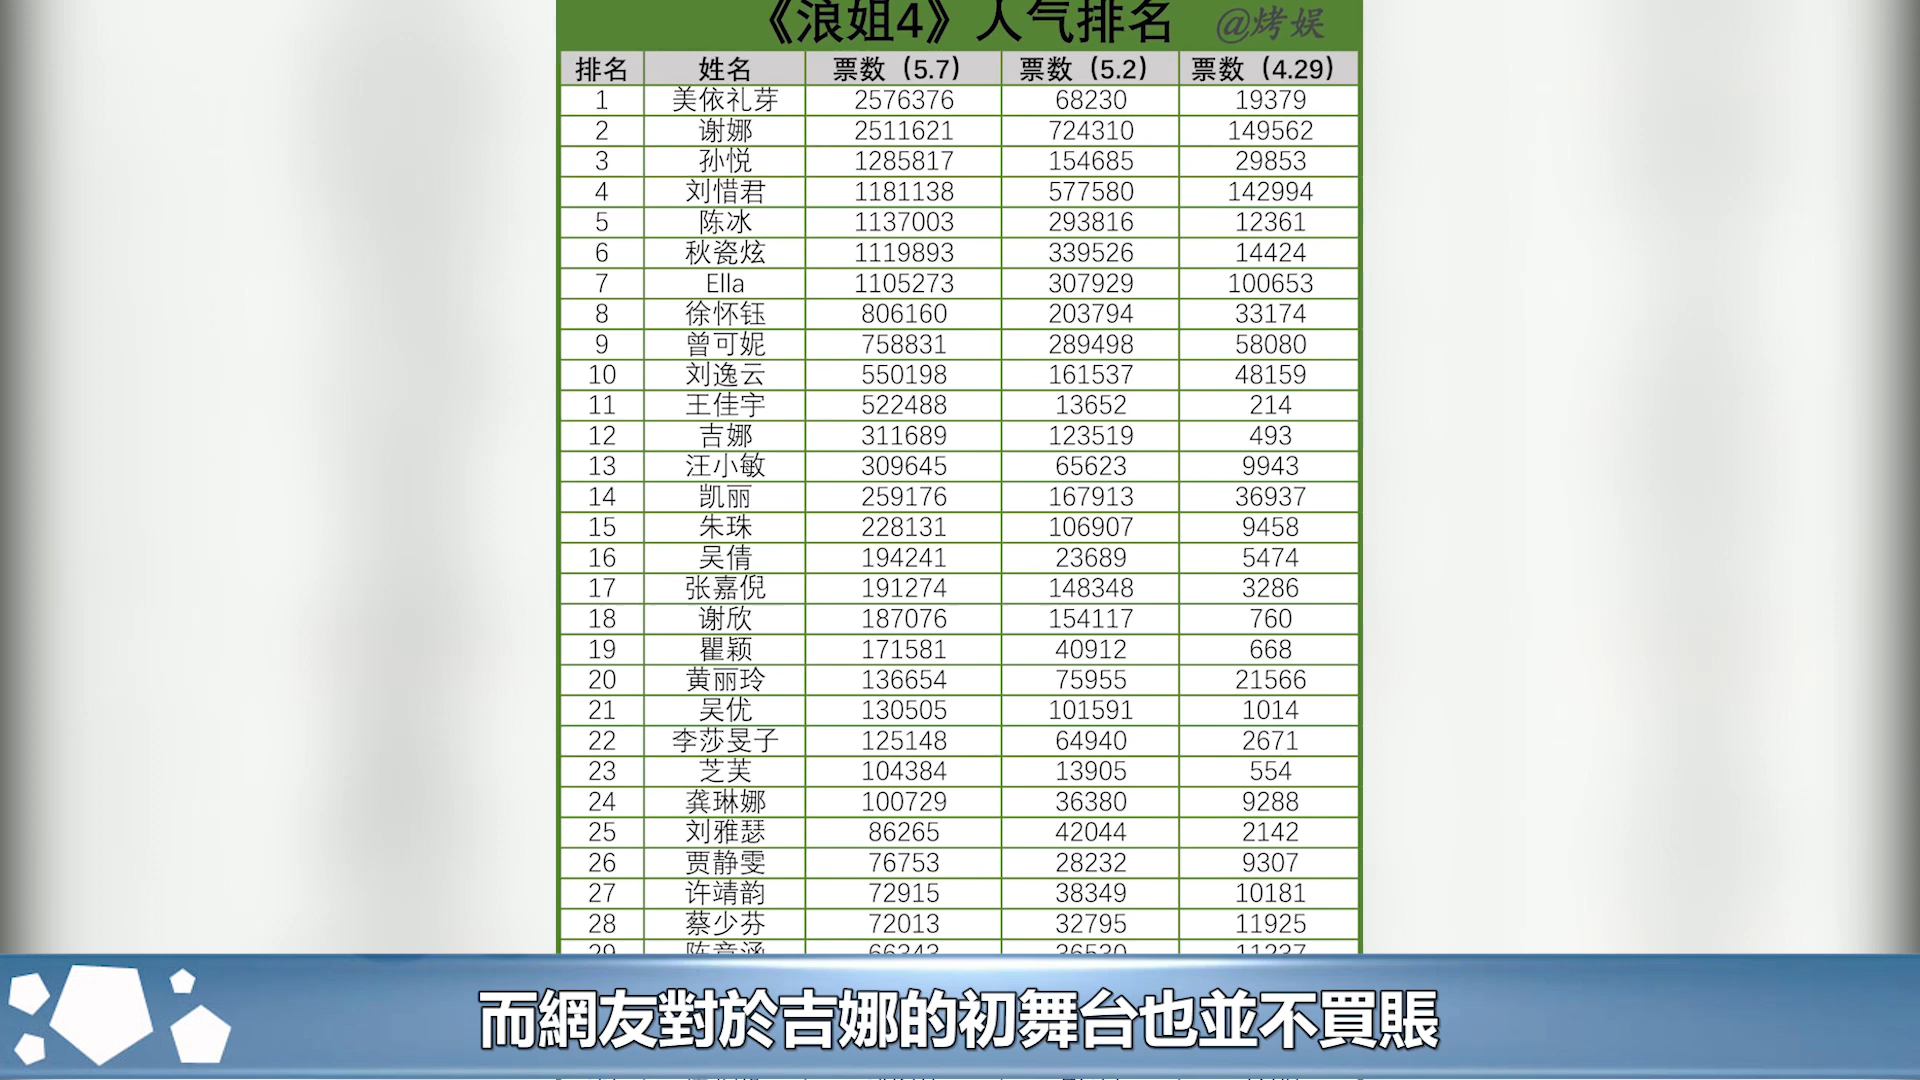 《浪姐4》人气排名 @烤娱
排名 姓名 票数（5.7） 票数（5.2） 票数（4.29）
1 美依礼芽 2576376 68230 19379
2 谢娜 2511621 724310 149562
3 孙悦 1285817 154685 29853
4 刘惜君 1181138 577580 142994
5 陈冰 1137003 293816 12361
6 秋瓷炫 1119893 339526 14424
7 Ella 1105273 307929 100653
8 徐怀钰 806160 203794 33174
9 曾可妮 758831 289498 58080
10 刘逸云 550198 161537 48159
11 王佳宇 522488 13652 214
12 吉娜 311689 123519 493
13 汪小敏 309645 65623 9943
14 凯丽 259176 167913 36937
15 朱珠 228131 106907 9458
16 吴倩 194241 23689 5474
17 张嘉倪 191274 148348 3286
18 谢欣 187076 154117 760
19 瞿颖 171581 40912 668
20 黄丽玲 136654 75955 21566
21 吴优 130505 101591 1014
22 李莎旻子 125148 64940 2671
23 芝芙 104384 13905 554
24 龚琳娜 100729 36380 9288
25 刘雅瑟 86265 42044 2142
26 贾静雯 76753 28232 9307
27 许靖韵 72915 38349 10181
28 蔡少芬 72013 32795 11925
29 陈意涵 66343 36530 11237
而網友對於吉娜的初舞台也並不買賬